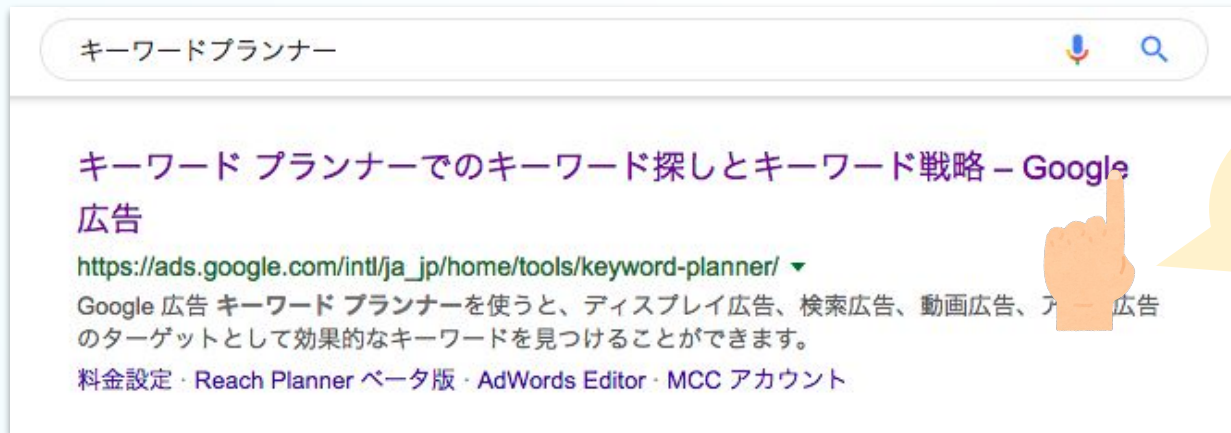 キーワードプランナー
キーワード プランナーでのキーワード探しとキーワード戦略 – Google
広告
https://ads.google.com/intl/ja_jp/home/tools/keyword-planner/
Google 広告 キーワード プランナーを使うと、ディスプレイ広告、検索広告、動画広告、ア 広告
のターゲットとして効果的なキーワードを見つけることができます。
料金設定 · Reach Planner ベータ版 · AdWords Editor · MCC アカウント